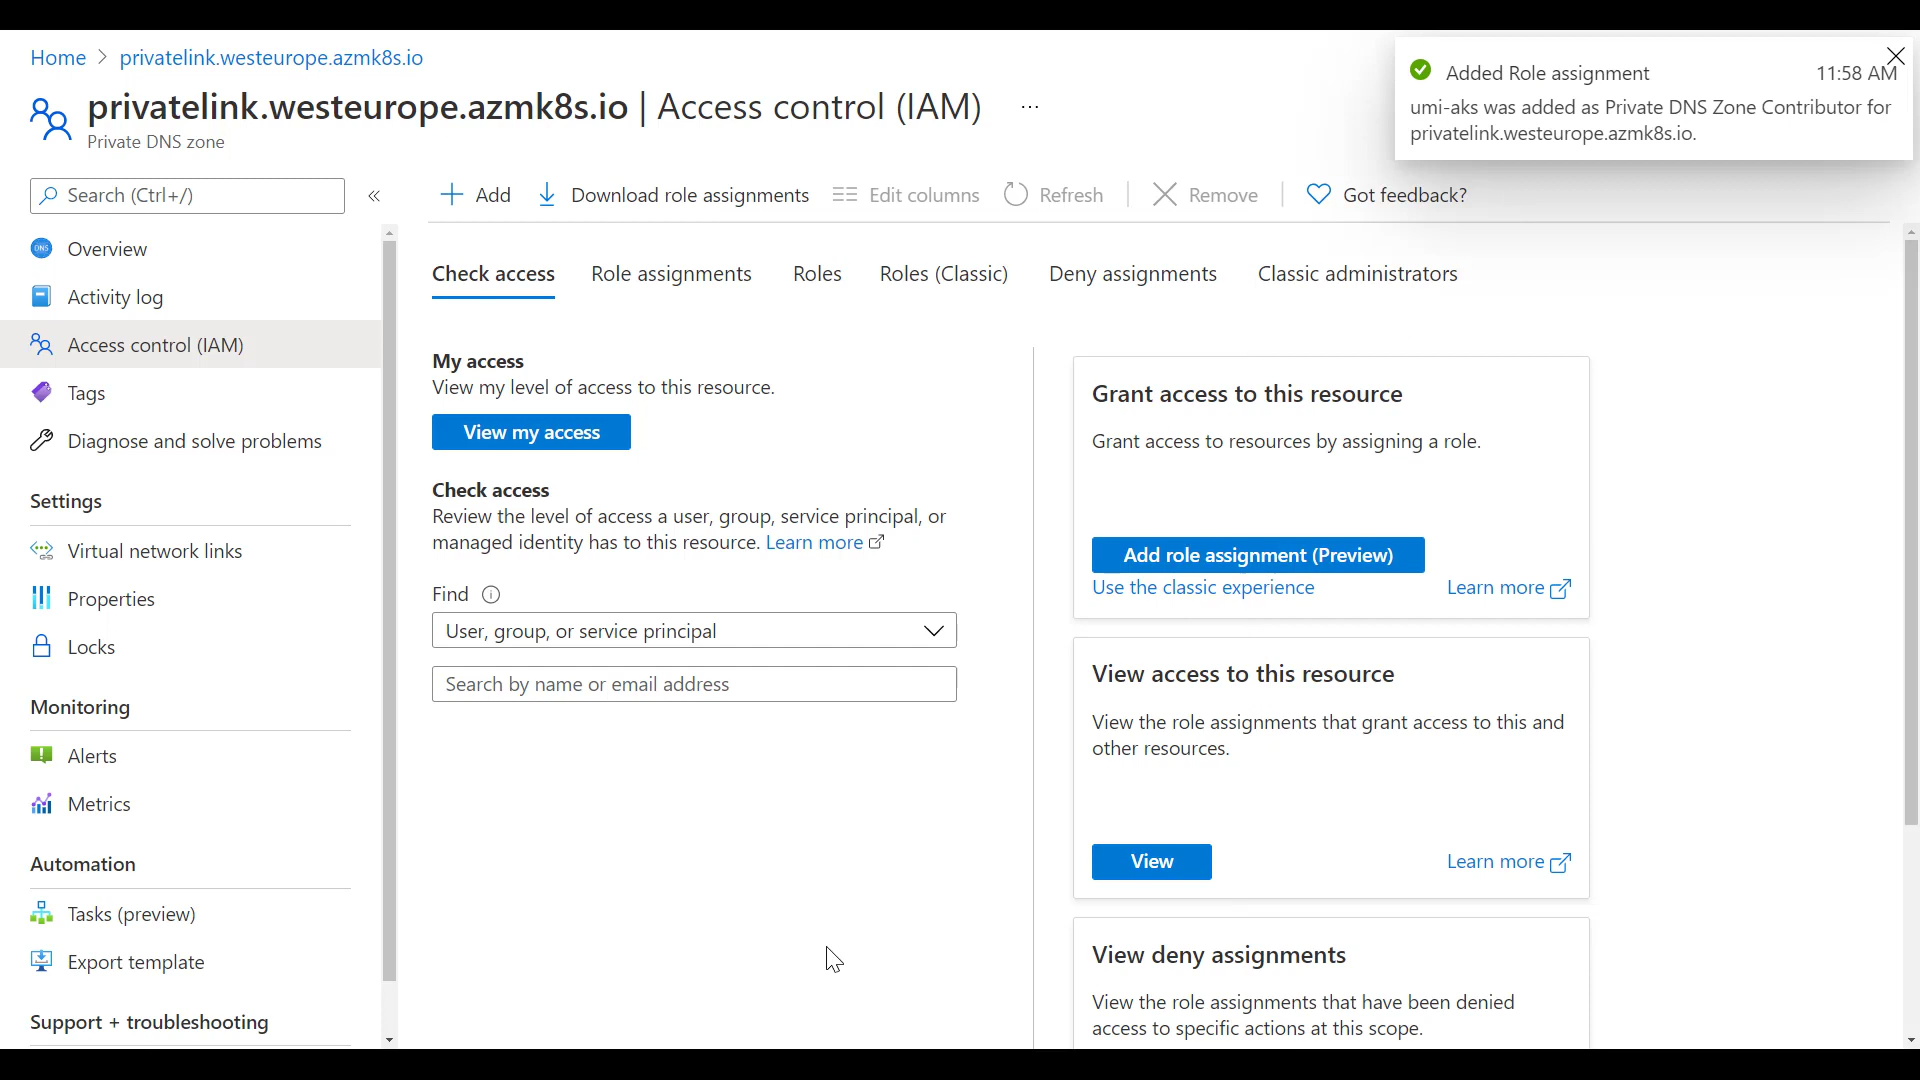 Home > privatelink.westeurope.azmk8s.io
privatelink.westeurope.azmk8s.io | Access control (IAM) ...
Private DNS zone
Added Role assignment 11:58 AM
umi-aks was added as Private DNS Zone Contributor for
privatelink.westeurope.azmk8s.io.
Search (Ctrl+/) «
Add Download role assignments Edit columns Refresh Remove Got feedback?
Overview
Activity log
Access control (IAM)
Tags
Diagnose and solve problems
Settings
Virtual network links
Properties
Locks
Monitoring
Alerts
Metrics
Automation
Tasks (preview)
Export template
Support + troubleshooting
Check access Role assignments Roles Roles (Classic) Deny assignments Classic administrators
My access
View my level of access to this resource.
View my access
Check access
Review the level of access a user, group, service principal, or
managed identity has to this resource. Learn more
Find
User, group, or service principal
Search by name or email address
Grant access to this resource
Grant access to resources by assigning a role.
Add role assignment (Preview)
Use the classic experience Learn more
View access to this resource
View the role assignments that grant access to this and
other resources.
View Learn more
View deny assignments
View the role assignments that have been denied
access to specific actions at this scope.
DNS